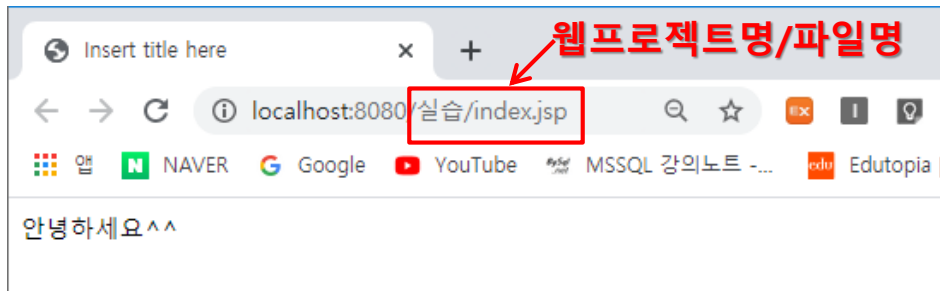 Insert title here
웹프로젝트명/파일명
localhost:8080/실습/index.jsp
앱 NAVER Google YouTube MSSQL 강의노트 -... edu Edutopia
안녕하세요^^